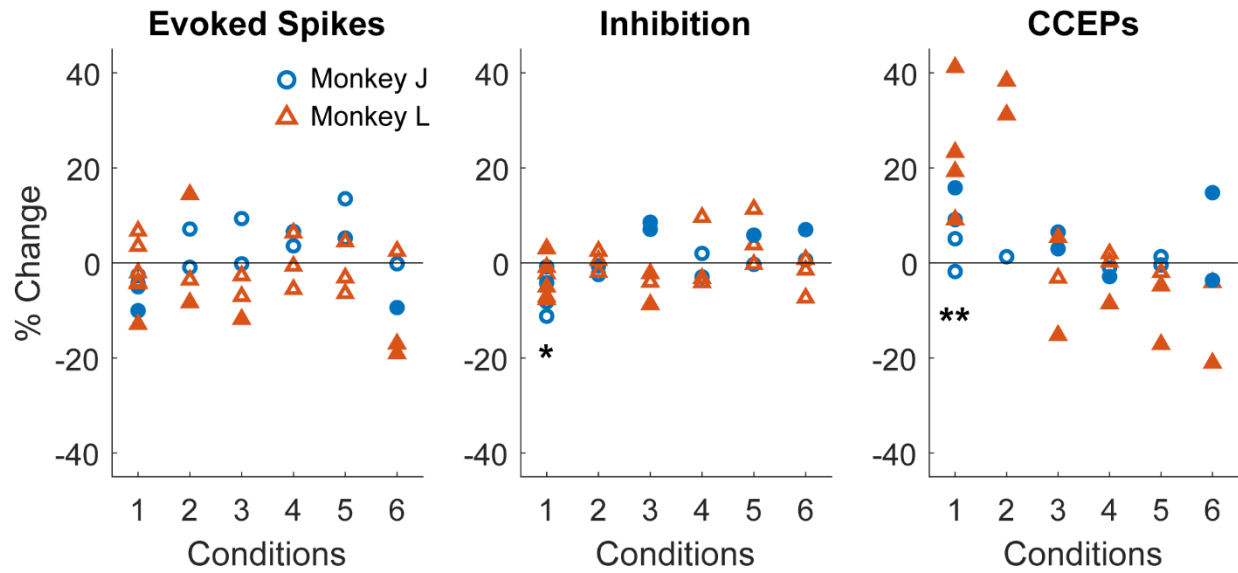 Evoked Spikes
Inhibition
CCEPs
% Change
40
20
0
-20
-40
Monkey J
Monkey L
1 2 3 4 5 6
Conditions
40
20
0
-20
-40
*
1 2 3 4 5 6
Conditions
40
20
0
-20
-40
**
1 2 3 4 5 6
Conditions